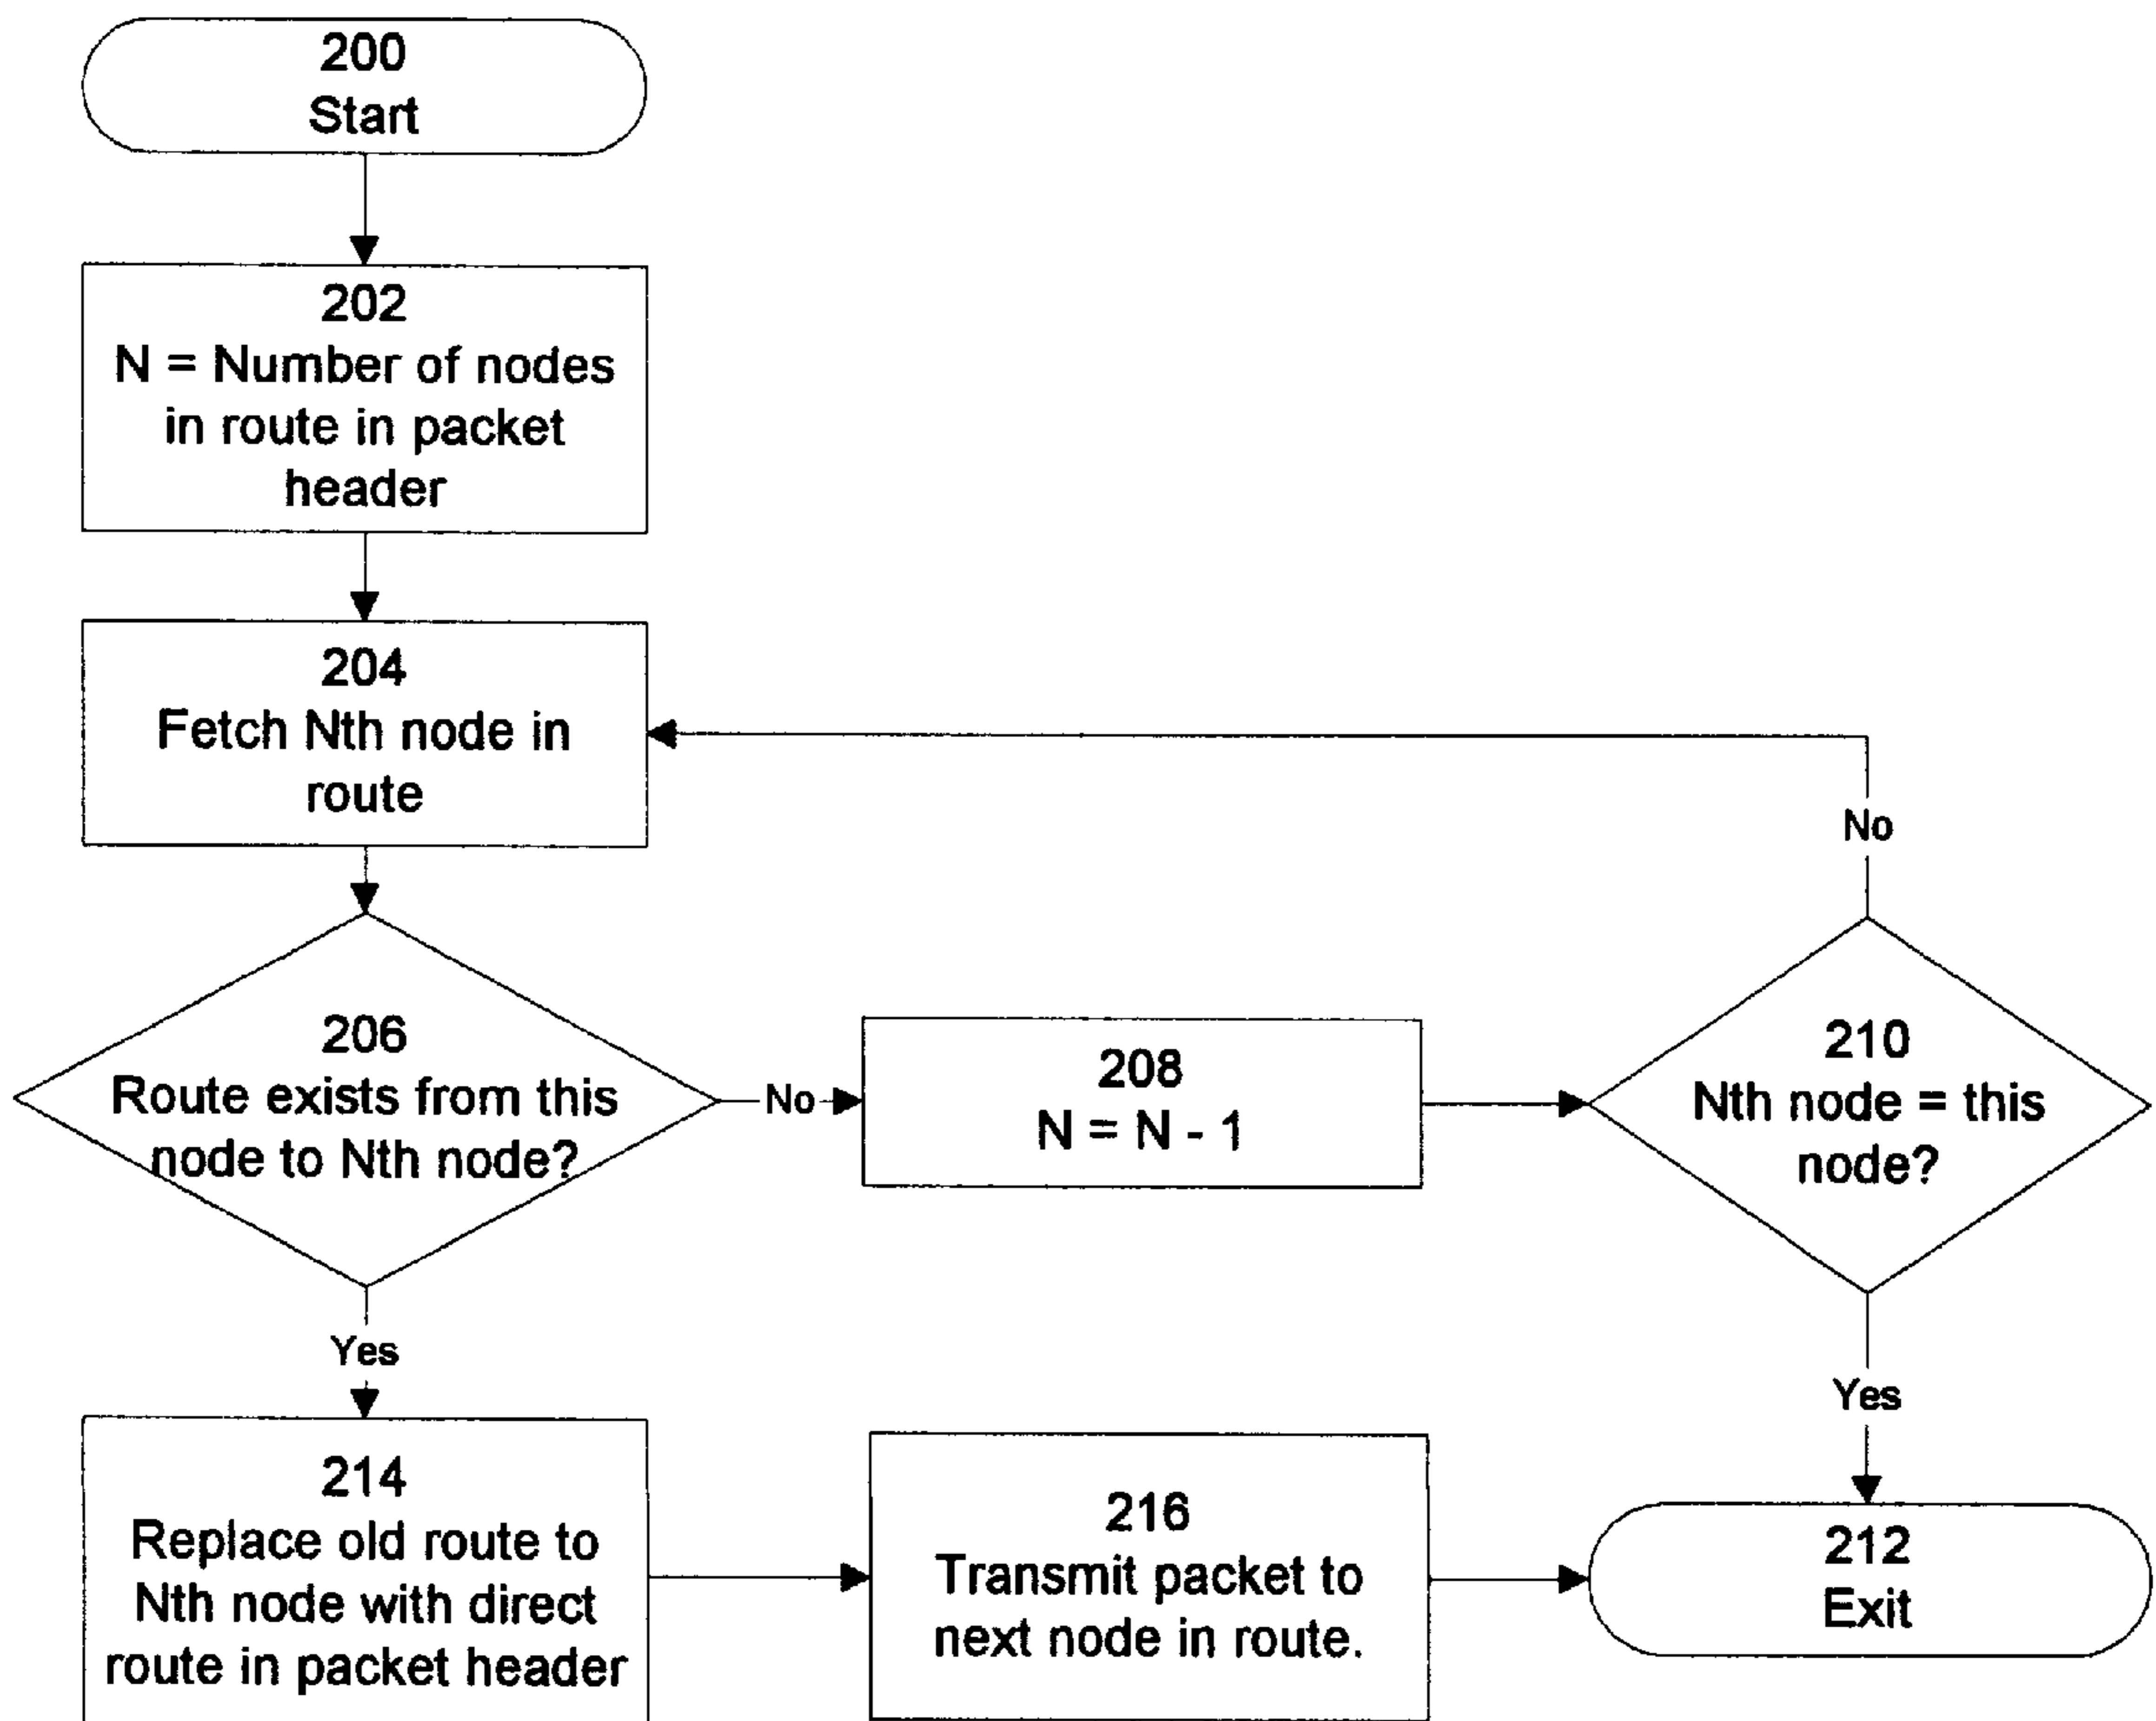 200
Start
202
N = Number of nodes
in route in packet
header
204
Fetch Nth node in
route
No
206
Route exists from this
node to Nth node?
No
208
N = N - 1
210
Nth node = this
node?
Yes
Yes
214
Replace old route to
Nth node with direct
route in packet header
216
Transmit packet to
next node in route.
212
Exit